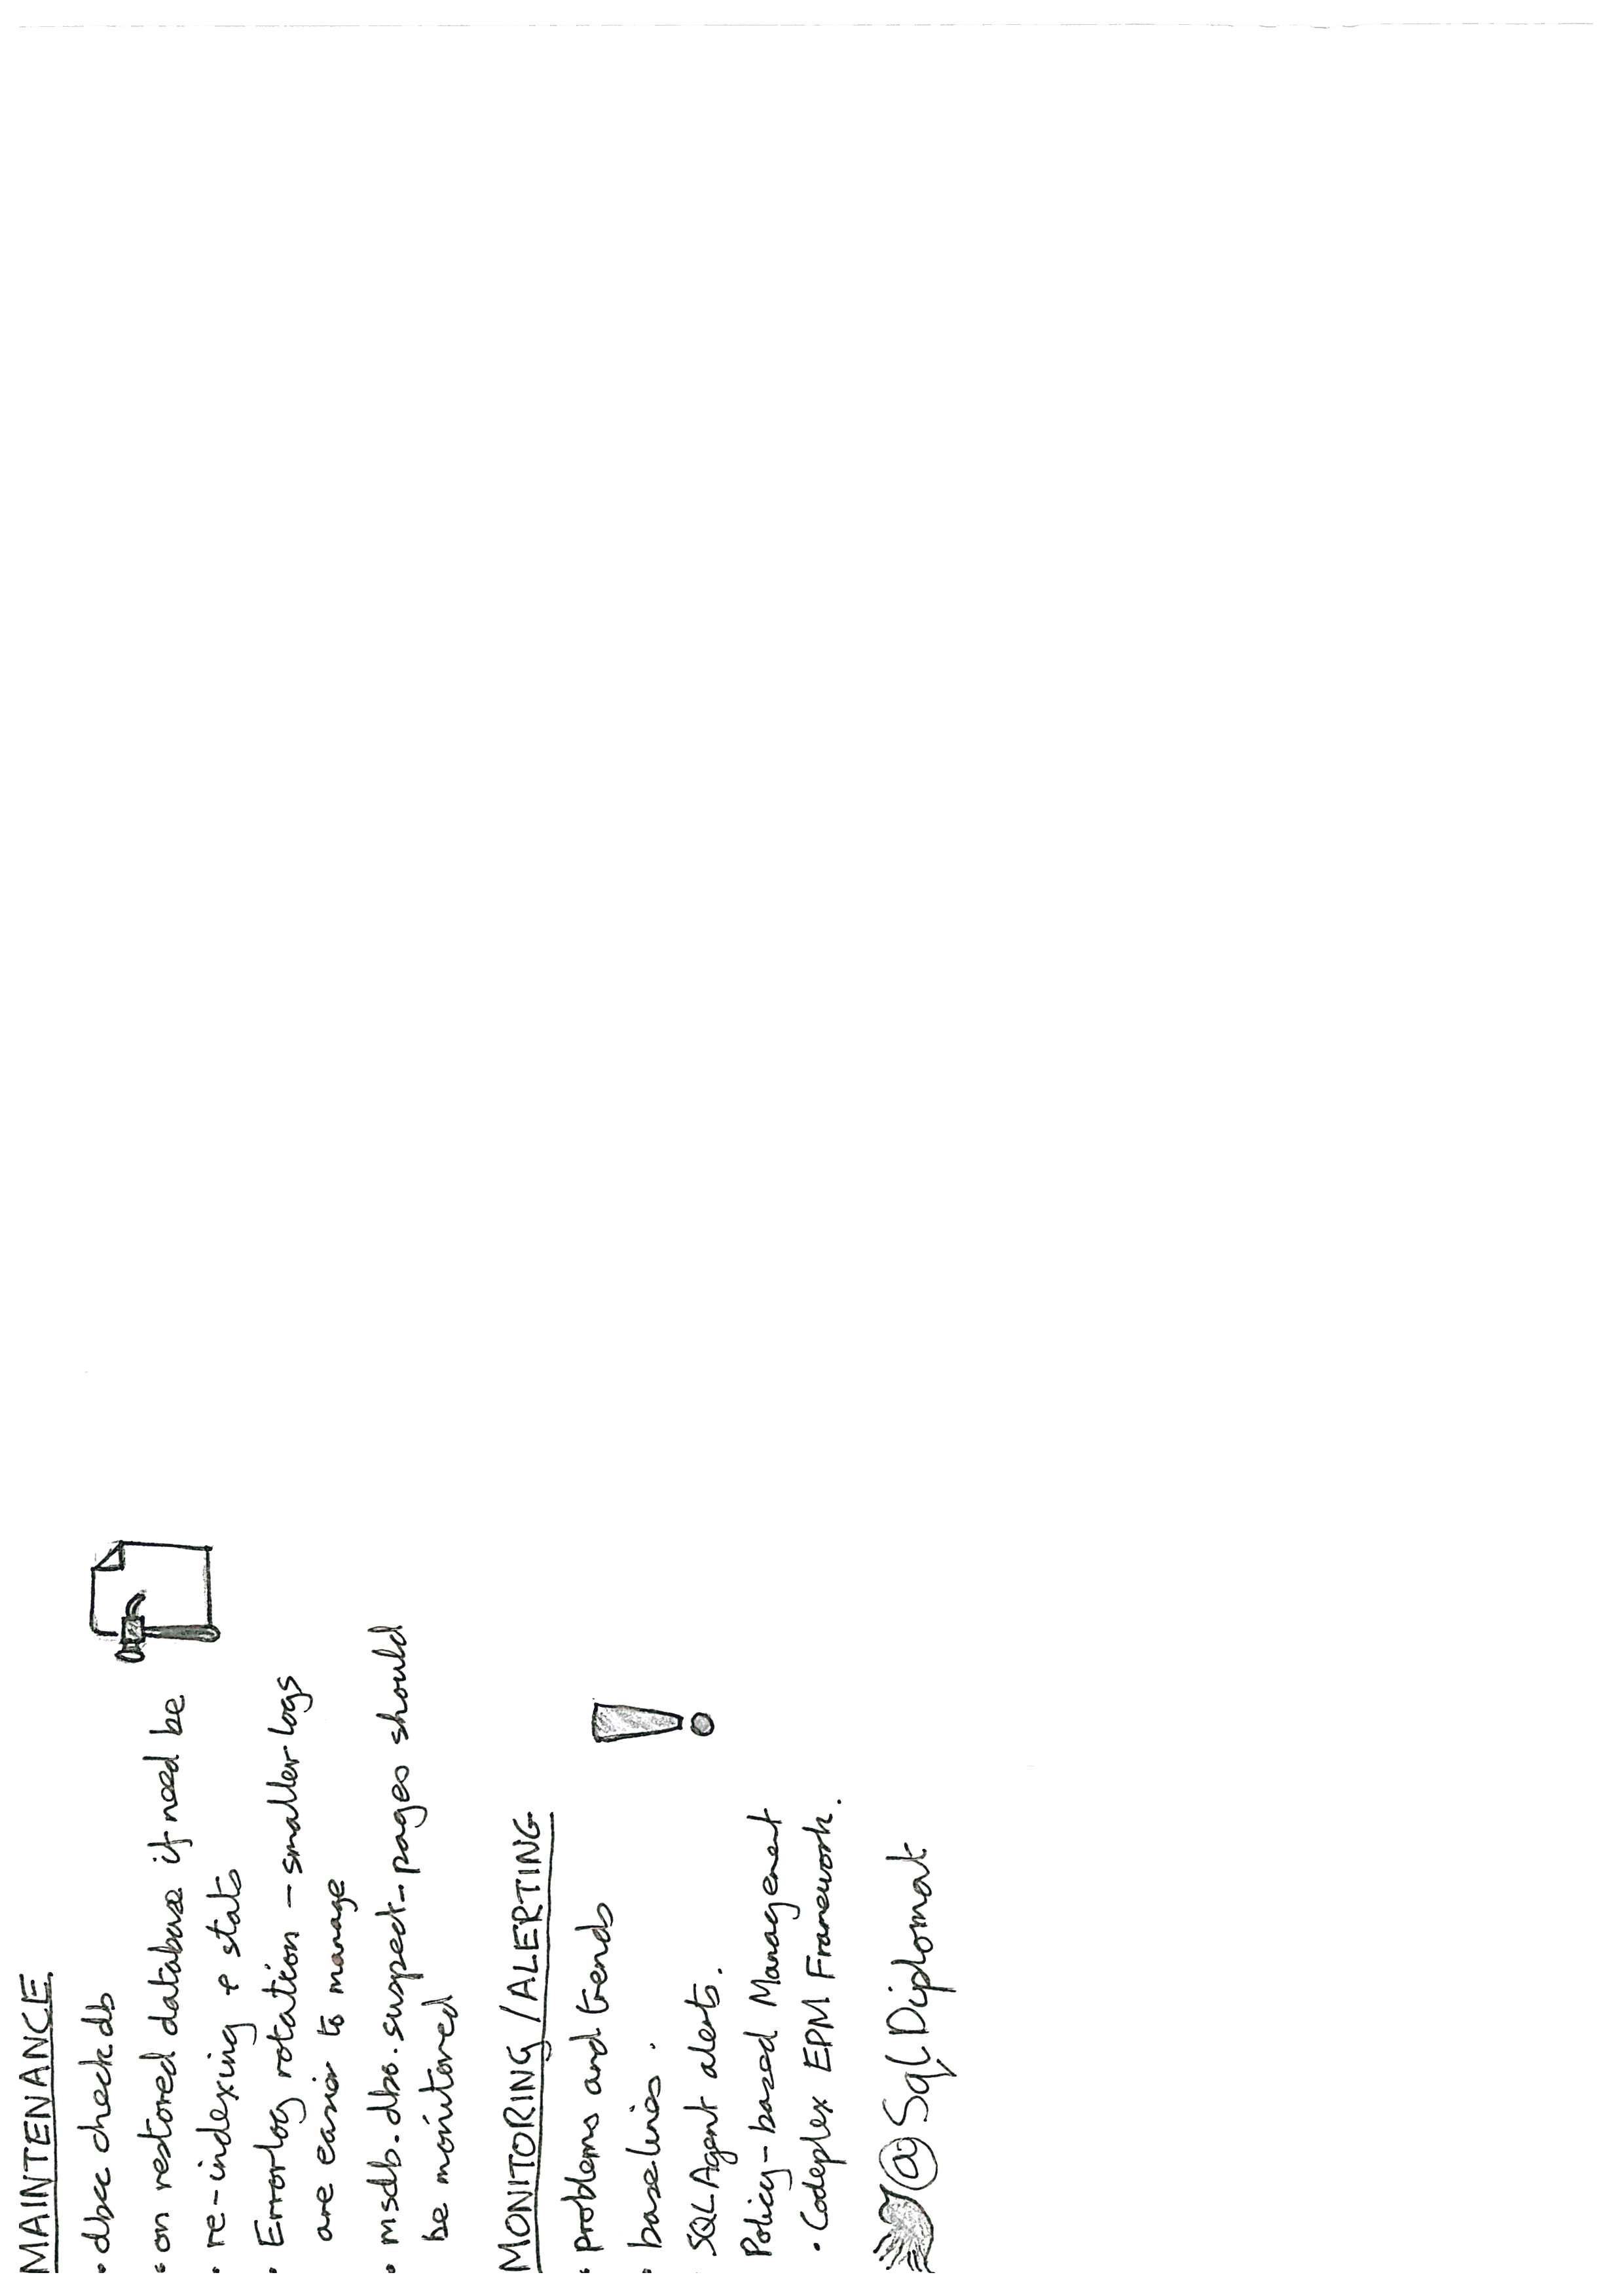 MAINTENANCE
• dbcc checkdb
• on restored database if need be
• re-indexing + stats
• Errorlog rotation - smaller logs
are easier to manage
• msdb.dbo.suspect_pages should
be monitored
MONITORING / ALERTING
• problems and trends
• baselines.
SQLAgent alerts.
Policy-based Management
• Codeplex EPM Framework.
@SqlDiplomat